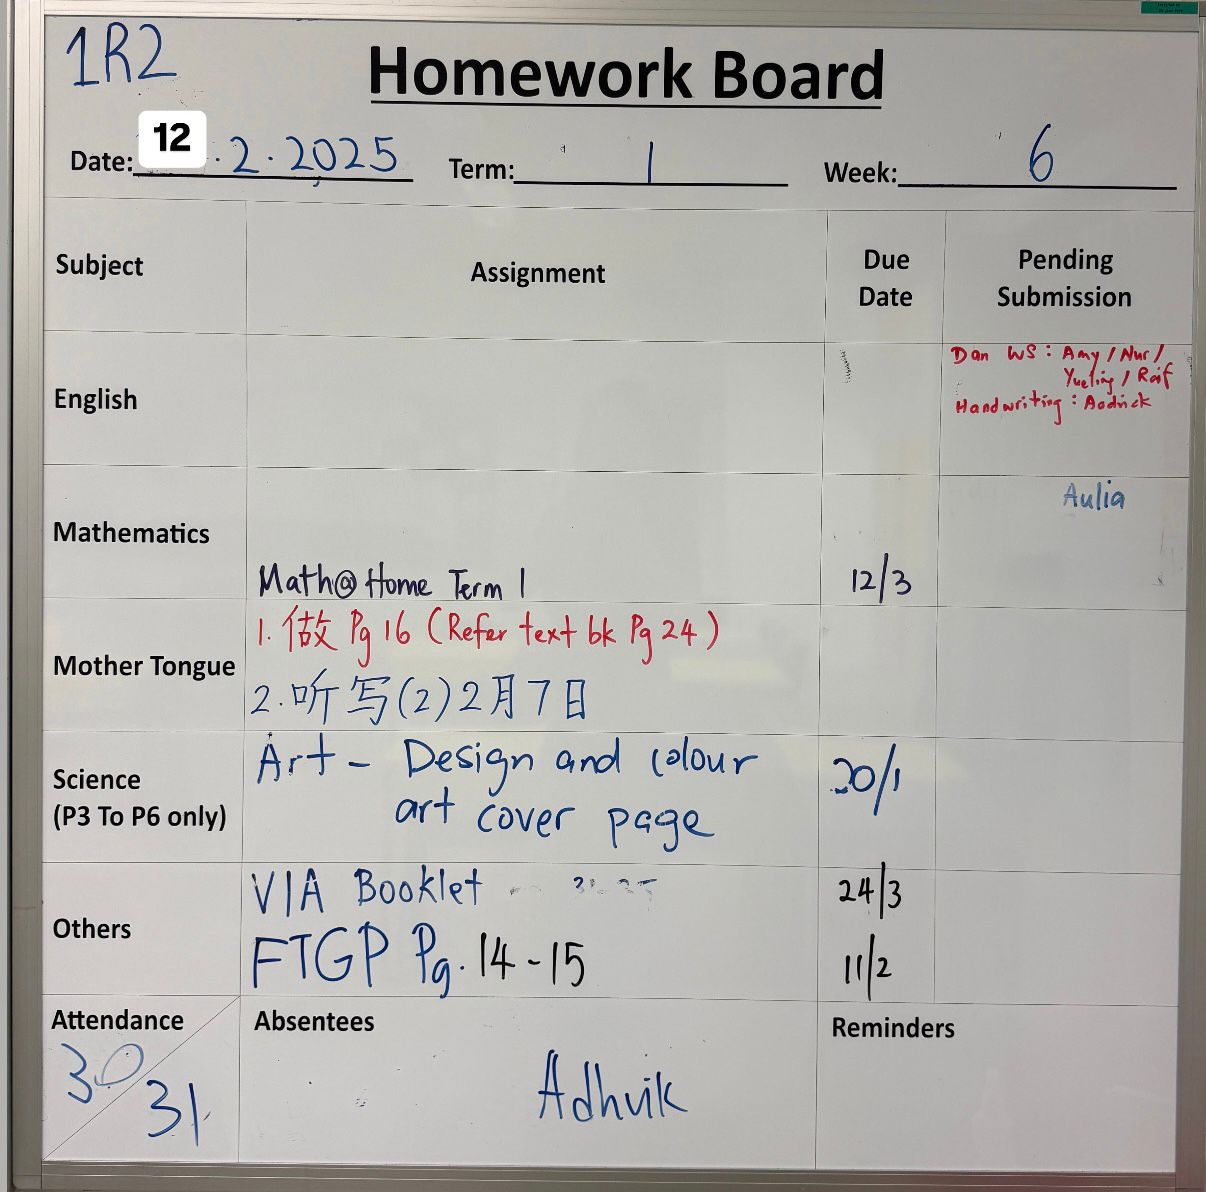 1R2
Homework Board
Date: 12.2.2025 Term: 1 Week: 6
Subject Assignment Due Date Pending Submission
English
Dan WS : Amy / Nur /
Yueting / Raif
Handwriting : Aodrick
Mathematics
Aulia
Math@Home Term 1 12/3
Mother Tongue
1. 做 Pg 16 (Refer text bk Pg 24)
2. 听写(2)2月7日
Science
(P3 To P6 only)
Art - Design and colour 20/1
art cover page
Others
VIA Booklet 24/3
FTGP Pg. 14-15 11/2
Attendance Absentees Reminders
30 Adhvik
31